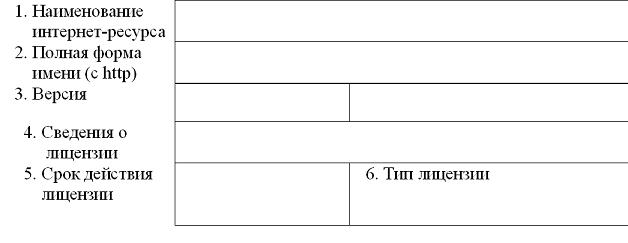 1. Наименование
интернет-ресурса
2. Полная форма
имени (с http)
3. Версия
4. Сведения о
лицензии
5. Срок действия
лицензии
6. Тип лицензии